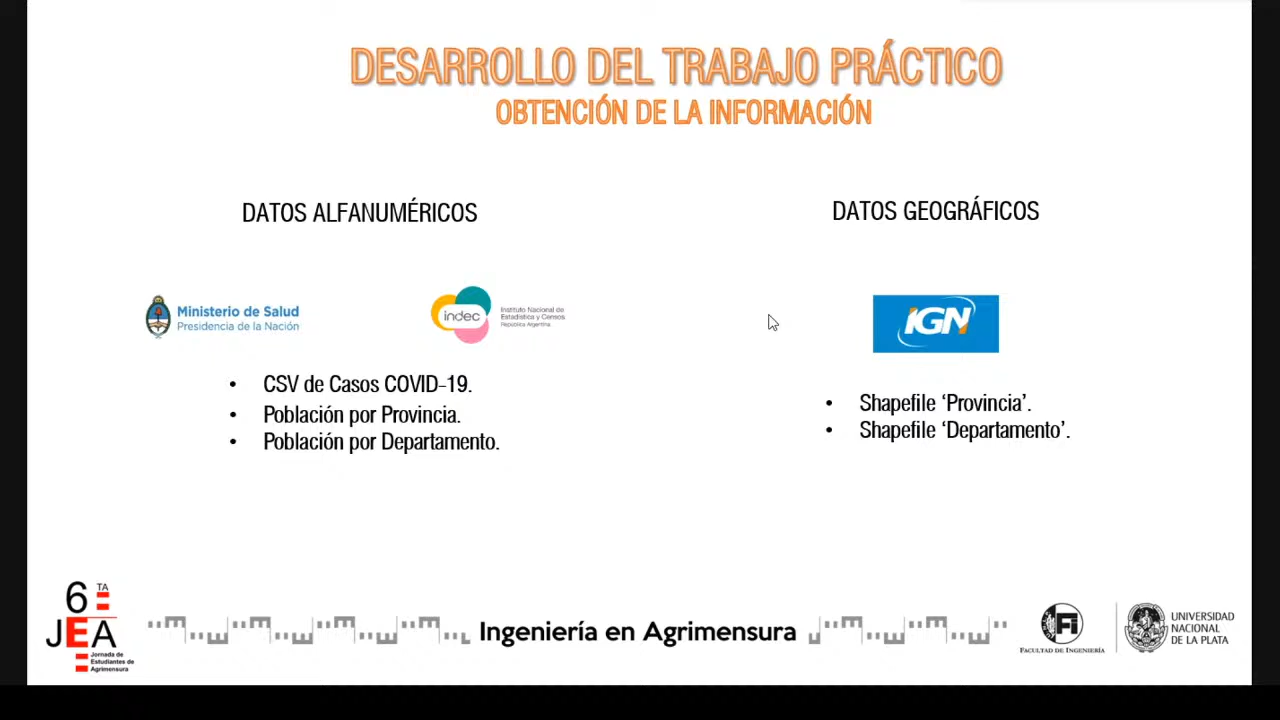 DESARROLLO DEL TRABAJO PRÁCTICO
OBTENCIÓN DE LA INFORMACIÓN
DATOS ALFANUMÉRICOS
Ministerio de Salud
Presidencia de la Nación
indec
Instituto Nacional de
Estadística y Censos
República Argentina
• CSV de Casos COVID-19.
• Población por Provincia.
• Población por Departamento.
DATOS GEOGRÁFICOS
IGN
• Shapefile ‘Provincia’.
• Shapefile ‘Departamento’.
6TA
JEA
Jornada de
Estudiantes de
Agrimensura
Ingeniería en Agrimensura
Fi
FACULTAD DE INGENIERÍA
UNIVERSIDAD
NACIONAL
DE LA PLATA